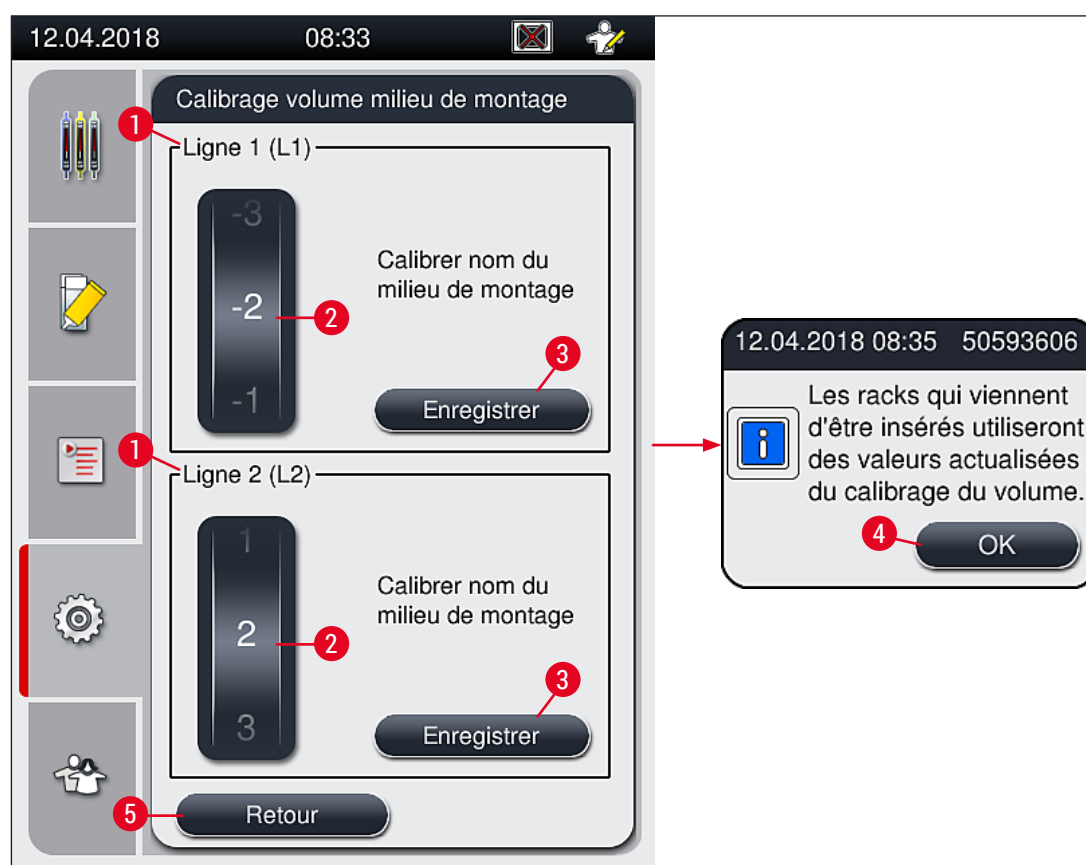 12.04.2018 08:33
Calibrage volume milieu de montage
1
Ligne 1 (L1)
-3
-2
-1
2
Calibrer nom du
milieu de montage
3
Enregistrer
1
Ligne 2 (L2)
1
2
3
2
Calibrer nom du
milieu de montage
3
Enregistrer
5
Retour
12.04.2018 08:35 50593606
i
Les racks qui viennent
d'être insérés utiliseront
des valeurs actualisées
du calibrage du volume.
4
OK